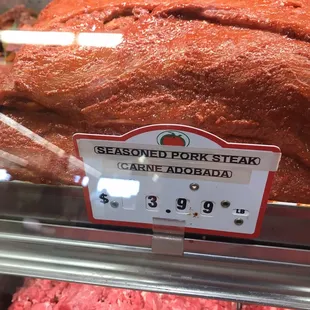 (SEASONED PORK STEAK)
(CARNE ADOBADA)
$ 3.99 LB